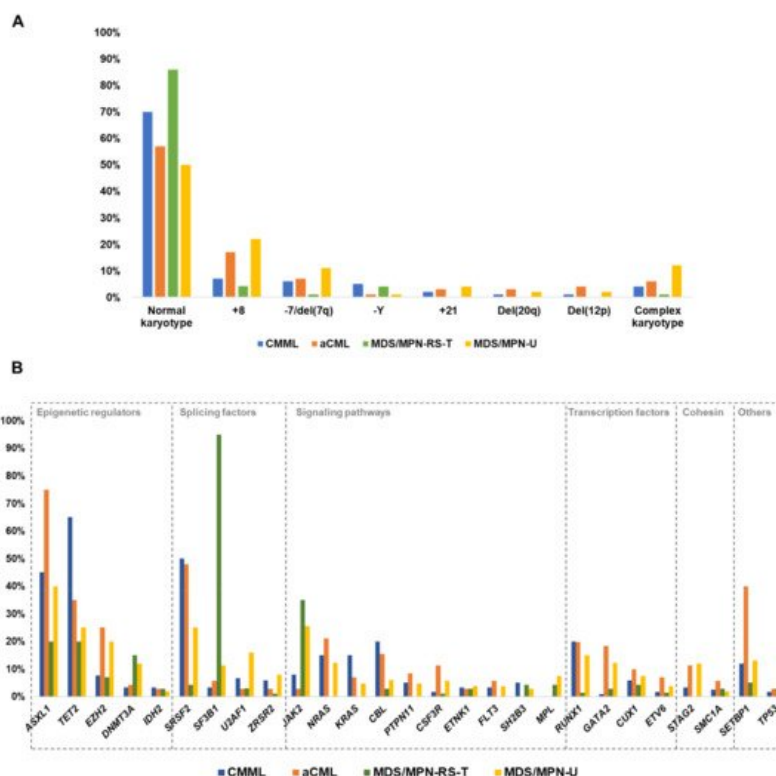 A
100%
90%
80%
70%
60%
50%
40%
30%
20%
10%
0%
Normal karyotype
+8
-7/del(7q)
-Y
+21
Del(20q)
Del(12p)
Complex karyotype
CMML aCML MDS/MPN-RS-T MDS/MPN-U
B
Epigenetic regulators Splicing factors Signaling pathways Transcription factors Cohesin Others
100%
90%
80%
70%
60%
50%
40%
30%
20%
10%
0%
ASXL1
TET2
EZH2
DNMT3A
IDH2
SRSF2
SF3B1
U2AF1
ZRSR2
JAK2
NRAS
KRAS
CBL
PTPN11
CSF3R
ETNK1
FLT3
SH2B3
MPL
RUNX1
GATA2
CUX1
ETV6
STAG2
SMC1A
SETBP1
TP53
CMML aCML MDS/MPN-RS-T MDS/MPN-U